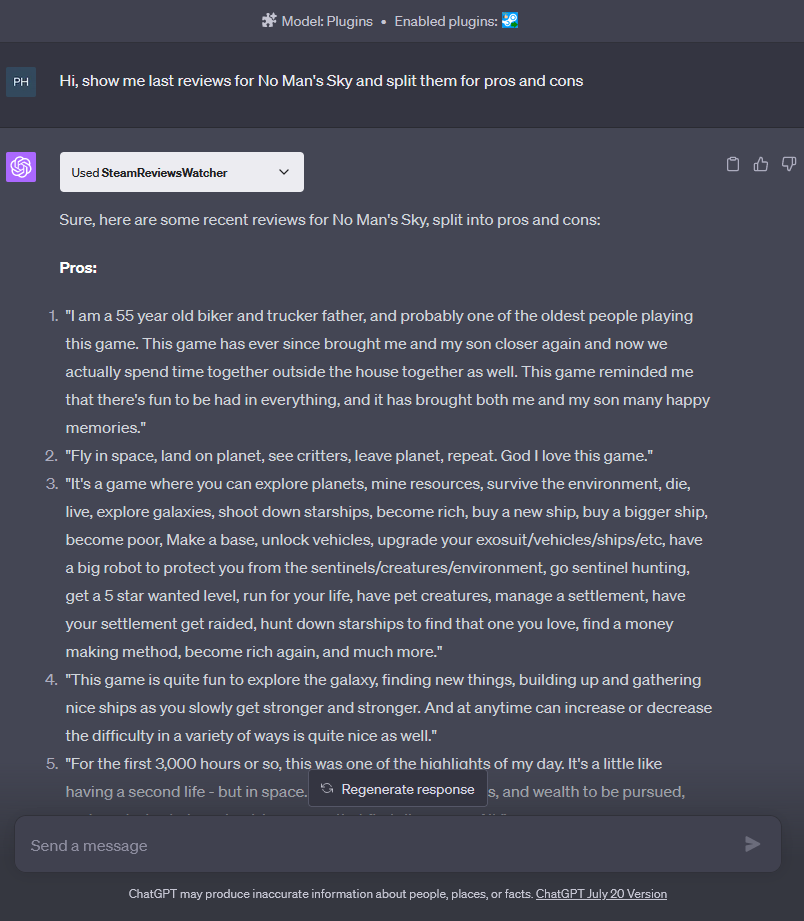 Model: Plugins • Enabled plugins:
PH
Hi, show me last reviews for No Man's Sky and split them for pros and cons
Used SteamReviewsWatcher
Sure, here are some recent reviews for No Man's Sky, split into pros and cons:
Pros:
1. "I am a 55 year old biker and trucker father, and probably one of the oldest people playing
this game. This game has ever since brought me and my son closer again and now we
actually spend time together outside the house together as well. This game reminded me
that there's fun to be had in everything, and it has brought both me and my son many happy
memories."
2. "Fly in space, land on planet, see critters, leave planet, repeat. God I love this game."
3. "It's a game where you can explore planets, mine resources, survive the environment, die,
live, explore galaxies, shoot down starships, become rich, buy a new ship, buy a bigger ship,
become poor, Make a base, unlock vehicles, upgrade your exosuit/vehicles/ships/etc, have
a big robot to protect you from the sentinels/creatures/environment, go sentinel hunting,
get a 5 star wanted level, run for your life, have pet creatures, manage a settlement, have
your settlement get raided, hunt down starships to find that one you love, find a money
making method, become rich again, and much more."
4. "This game is quite fun to explore the galaxy, finding new things, building up and gathering
nice ships as you slowly get stronger and stronger. And at anytime can increase or decrease
the difficulty in a variety of ways is quite nice as well."
5. "For the first 3,000 hours or so, this was one of the highlights of my day. It's a little like
having a second life - but in space. s, and wealth to be pursued,
Regenerate response
Send a message
ChatGPT may produce inaccurate information about people, places, or facts. ChatGPT July 20 Version